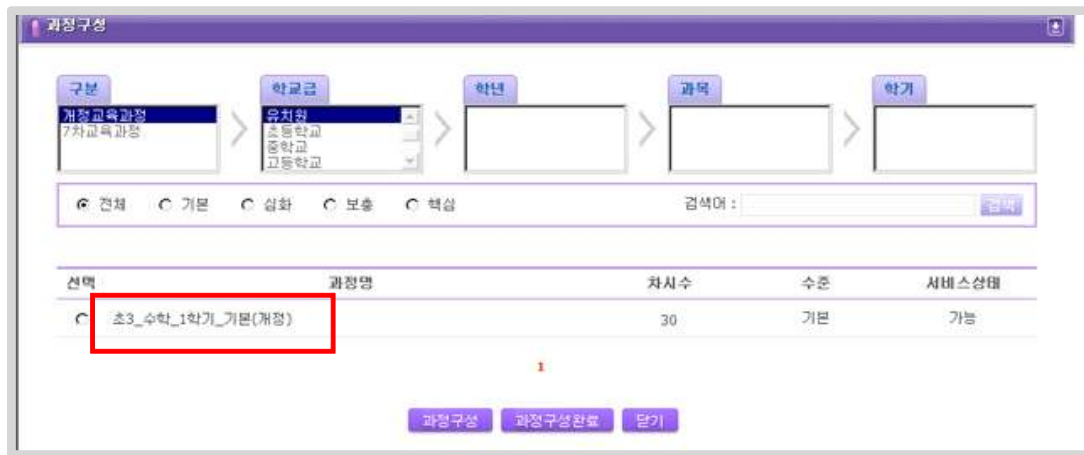 과정구성
구분 학교급 학년 과목 학기
개정교육과정 유치원
7차교육과정 초등학교
중학교
고등학교
전체 기본 심화 보충 핵심 검색어 : 검색
선택 과정명 차시수 수준 서비스상태
초3_수학_1학기_기본(개정) 30 기본 가능
1
과정구성 과정구성완료 닫기